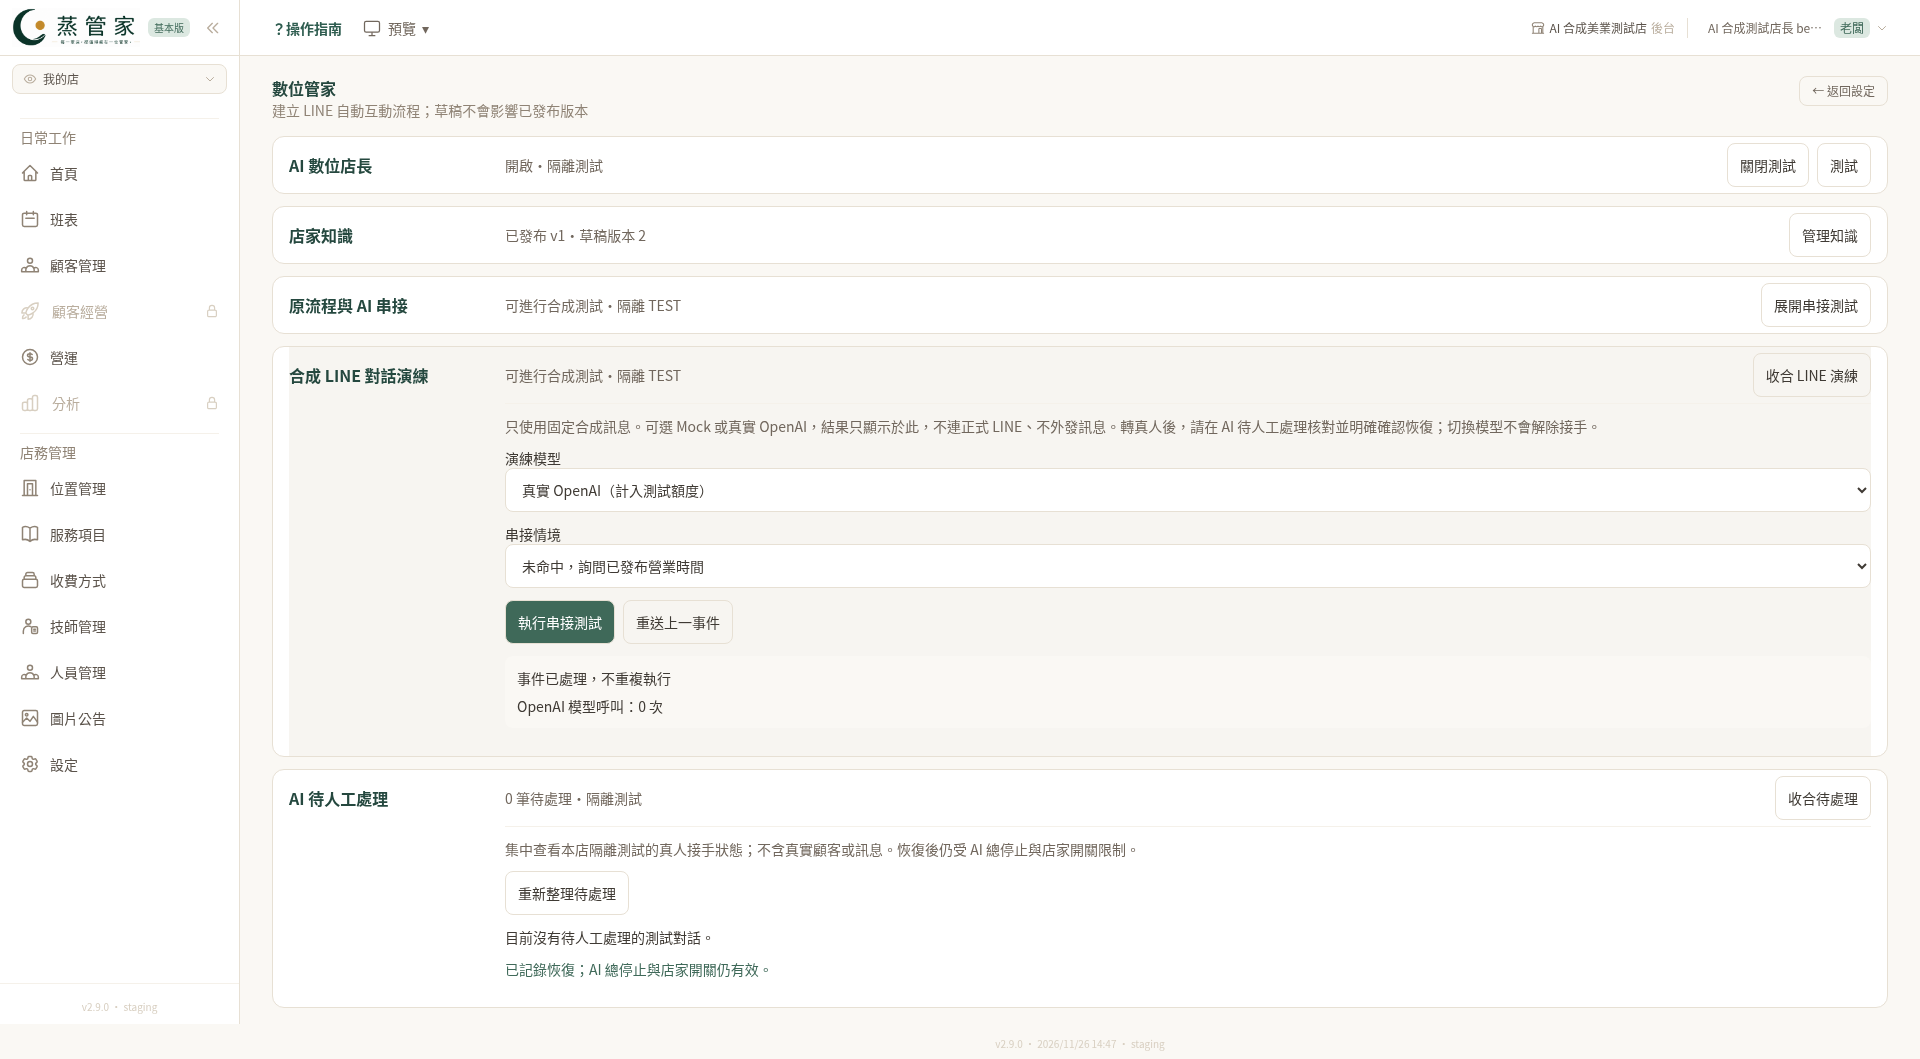 蒸管家
基本版
我的店
日常工作
首頁
班表
顧客管理
顧客經營
營運
分析
店務管理
位置管理
服務項目
收費方式
技師管理
人員管理
圖片公告
設定
v2.9.0 · staging
？操作指南
預覽 ▾
AI 合成美業測試店 後台
AI 合成測試店長 be…
老闆
數位管家
建立 LINE 自動互動流程；草稿不會影響已發布版本
← 返回設定
AI 數位店長
開啟・隔離測試
關閉測試
測試
店家知識
已發布 v1・草稿版本 2
管理知識
原流程與 AI 串接
可進行合成測試・隔離 TEST
展開串接測試
合成 LINE 對話演練
可進行合成測試・隔離 TEST
收合 LINE 演練
只使用固定合成訊息。可選 Mock 或真實 OpenAI，結果只顯示於此，不連正式 LINE、不外發訊息。轉真人後，請在 AI 待人工處理核對並明確確認恢復；切換模型不會解除接手。
演練模型
真實 OpenAI（計入測試額度）
串接情境
未命中，詢問已發布營業時間
執行串接測試
重送上一事件
事件已處理，不重複執行
OpenAI 模型呼叫：0 次
AI 待人工處理
0 筆待處理・隔離測試
收合待處理
集中查看本店隔離測試的真人接手狀態；不含真實顧客或訊息。恢復後仍受 AI 總停止與店家開關限制。
重新整理待處理
目前沒有待人工處理的測試對話。
已記錄恢復；AI 總停止與店家開關仍有效。
v2.9.0 · 2026/11/26 14:47 · staging